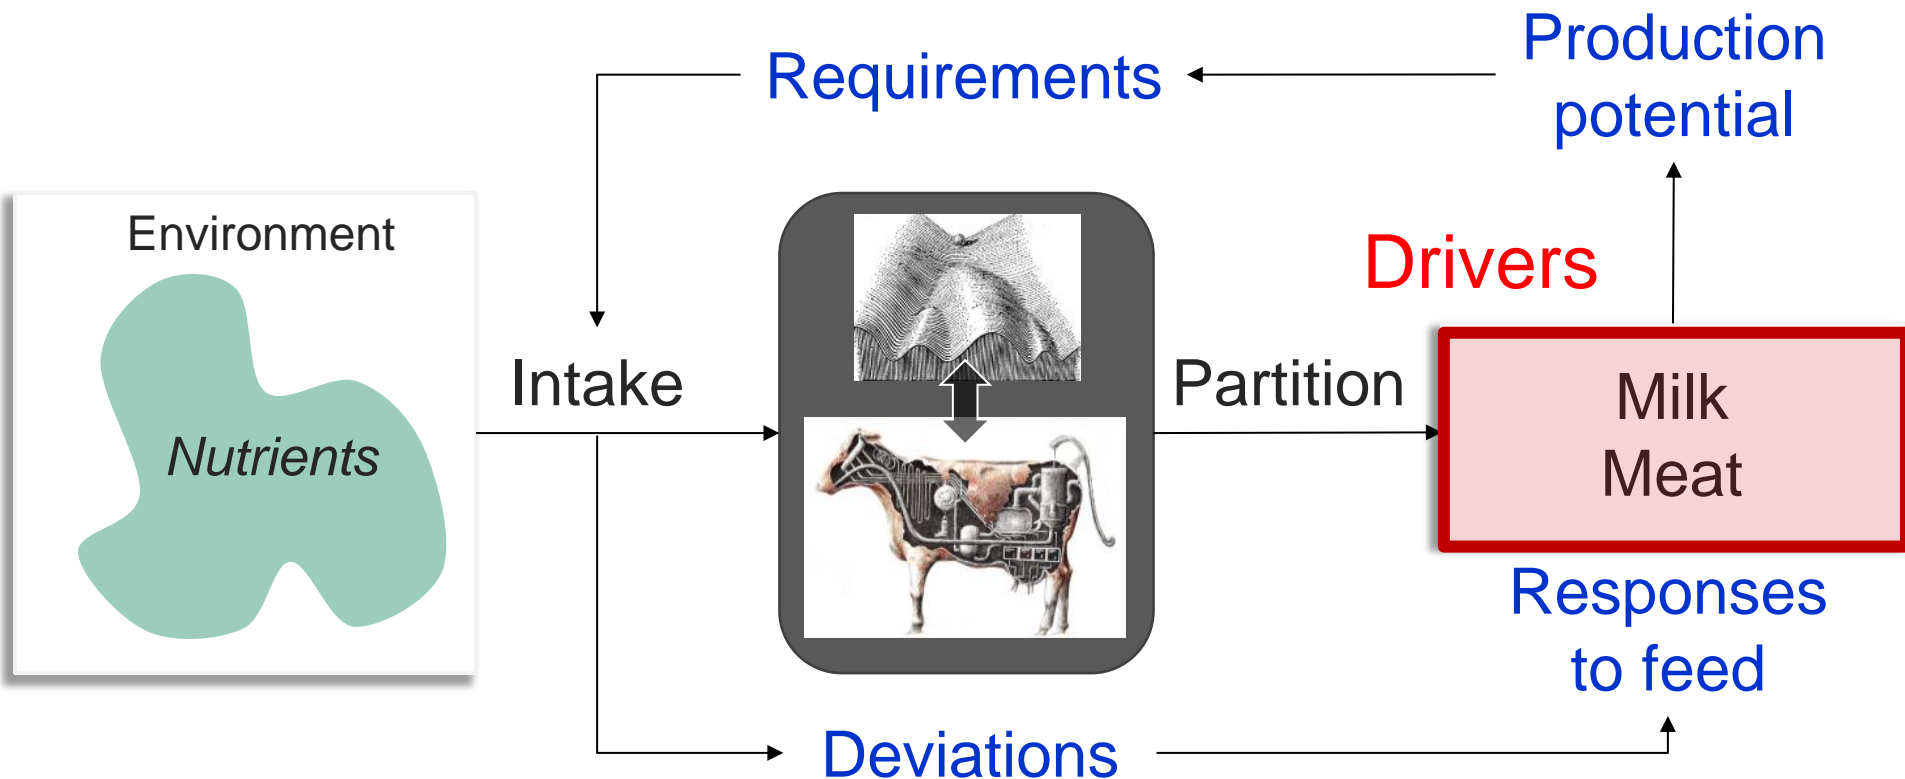 Production
potential
Requirements
Environment
Drivers
Intake
Partition
Milk
Meat
Nutrients
Responses
to feed
Deviations